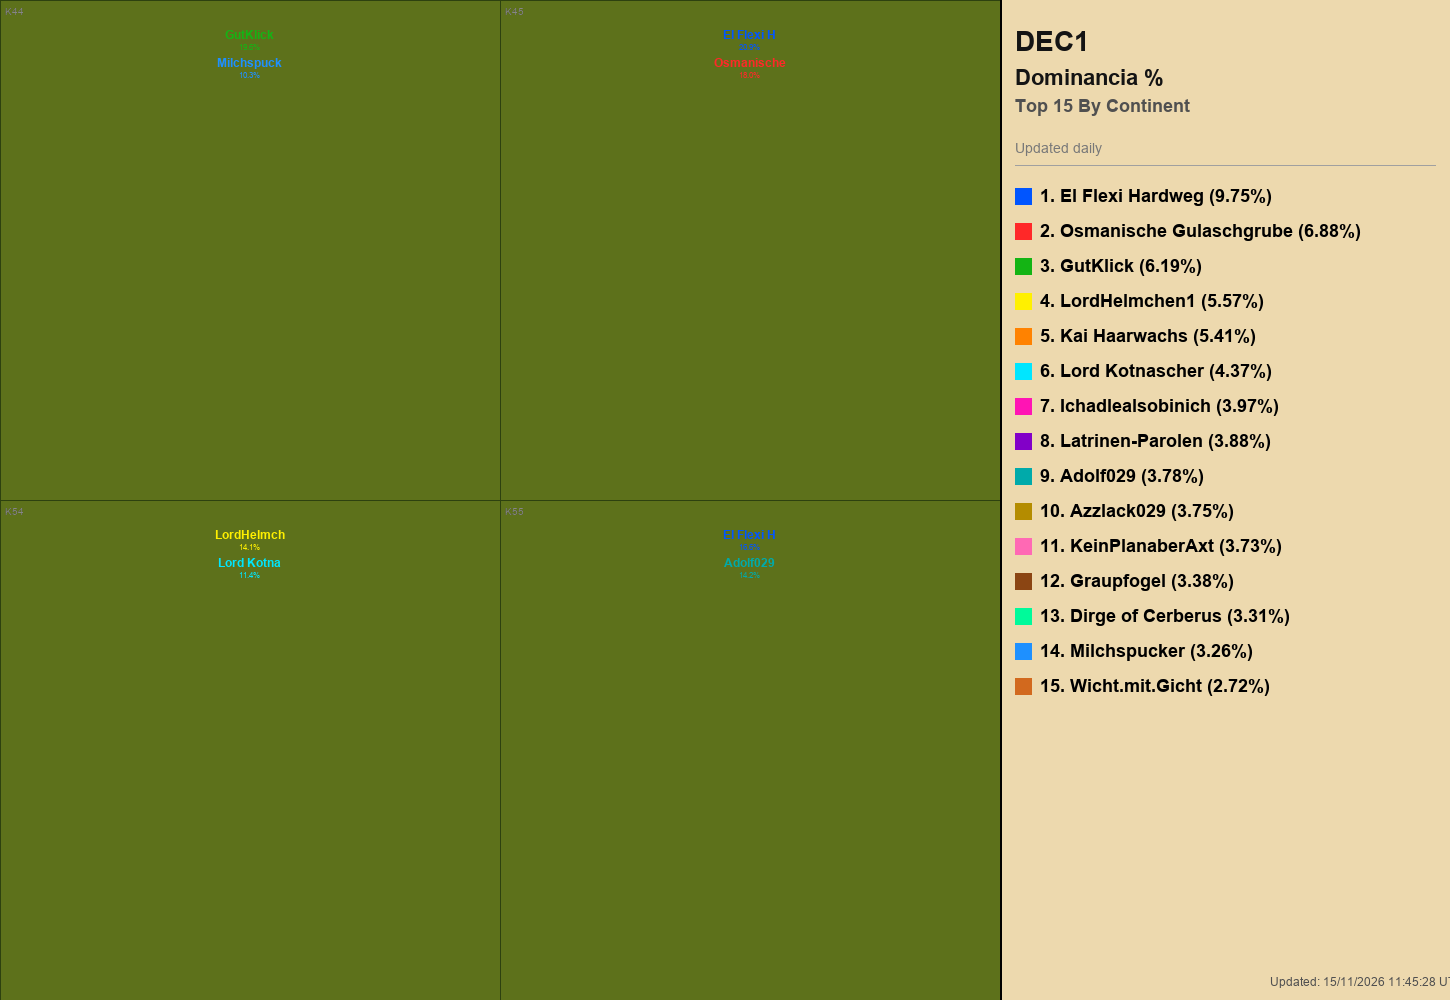 K44
GutKlick
Milchspuck
K45
El Flexi H
Osmanische
K54
LordHelmch
14.1%
Lord Kotna
11.4%
K55
El Flexi H
Adolf029
DEC1
Dominancia %
Top 15 By Continent
Updated daily
1. El Flexi Hardweg (9.75%)
2. Osmanische Gulaschgrube (6.88%)
3. GutKlick (6.19%)
4. LordHelmchen1 (5.57%)
5. Kai Haarwachs (5.41%)
6. Lord Kotnascher (4.37%)
7. Ichadlealsobinich (3.97%)
8. Latrinen-Parolen (3.88%)
9. Adolf029 (3.78%)
10. Azzlack029 (3.75%)
11. KeinPlanaberAxt (3.73%)
12. Graupfogel (3.38%)
13. Dirge of Cerberus (3.31%)
14. Milchspucker (3.26%)
15. Wicht.mit.Gicht (2.72%)
Updated: 15/11/2026 11:45:28